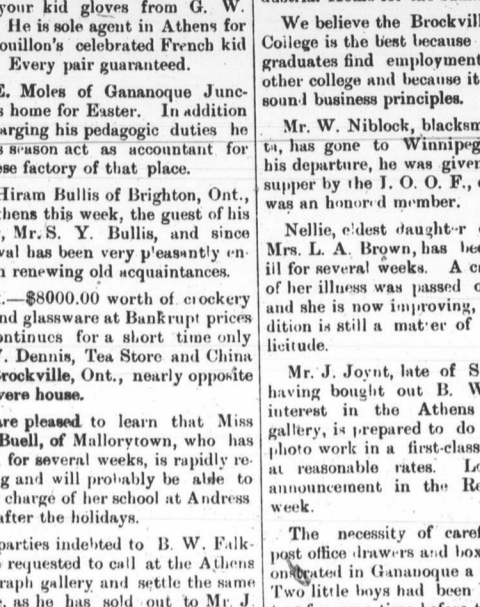 your kid gloves from G. W.
He is sole agent in Athens for
ouillon's celebrated French kid
Every pair guaranteed.
E. Moles of Gananoque Junc-
s home for Easter. In addition
arging his pedagogic duties he
s season act as accountant for
ese factory of that place.
Hiram Bullis of Brighton, Ont.,
hens this week, the guest of his
, Mr. S. Y. Bullis, and since
val has been very pleasantly en-
n renewing old acquaintances.
.—$8000.00 worth of crockery
nd glassware at Bankrupt prices
ontinues for a short time only
. Dennis, Tea Store and China
Brockville, Ont., nearly opposite
vere house.
are pleased to learn that Miss
Buell, of Mallorytown, who has
for several weeks, is rapidly re-
g and will probably be able to
charge of her school at Andress
after the holidays.
parties indebted to B. W. Falk-
requested to call at the Athens
raph gallery and settle the same
, as he has sold out to Mr. J.
We believe the Brockvil
College is the best because
graduates find employment
other college and because it
sound business principles.
Mr. W. Niblock, blacksm
ta, has gone to Winnipeg
his departure, he was given
supper by the I. O. O. F.,
was an honored member.
Nellie, eldest daught r
Mrs. L. A. Brown, has bee
ill for several weeks. A c
of her illness was passed
and she is now improving,
dition is still a mat er of
licitude.
Mr. J. Joynt, late of S
having bought out B. W
interest in the Athens
gallery, is prepared to do
photo work in a first-class
at reasonable rates. Lo
announcement in the Re
week.
The necessity of caref
post office drawers and box
onstrated in Gananoque a
Two little boys had been